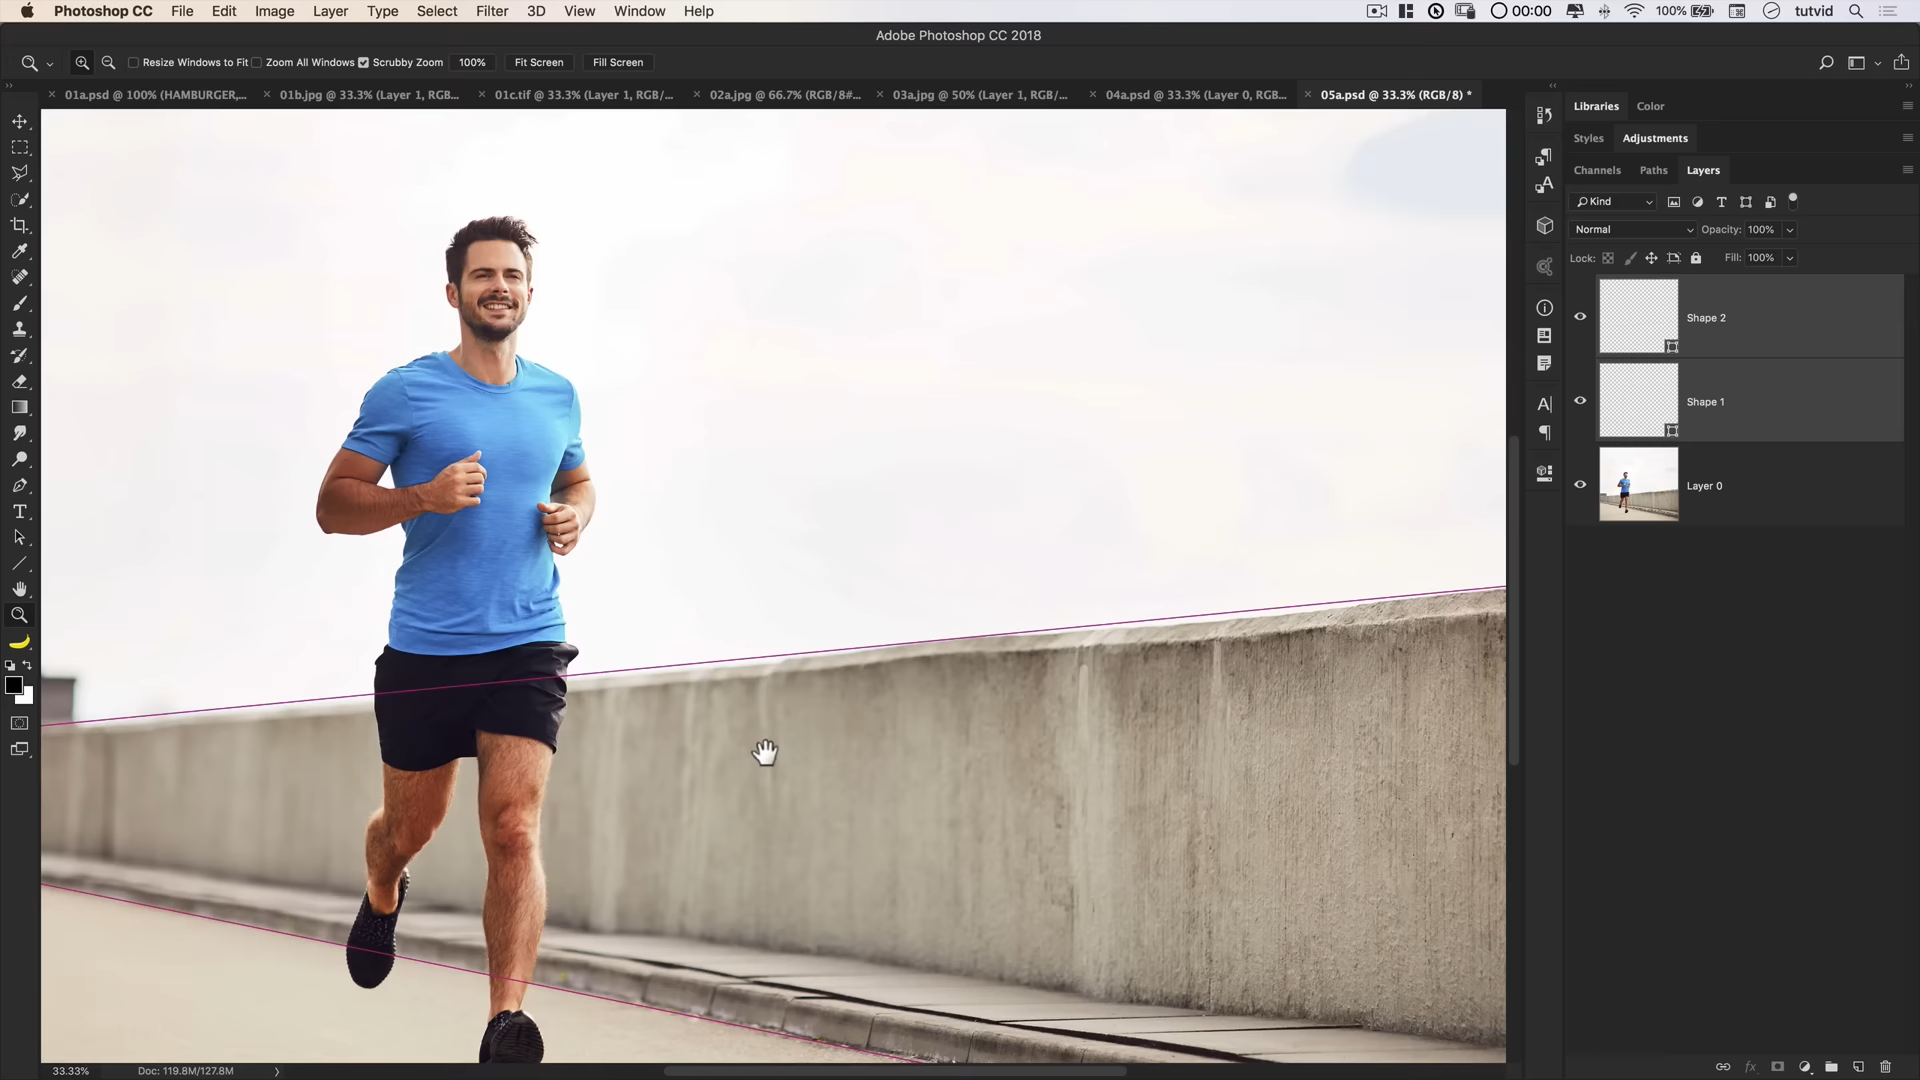 Photoshop CC File Edit Image Layer Type Select Filter 3D View Window Help 00:00 100% tutvid
Adobe Photoshop CC 2018
Resize Windows to Fit Zoom All Windows Scrubby Zoom 100% Fit Screen Fill Screen
01a.psd @ 100% (HAMBURGER,... 01b.jpg @ 33.3% (Layer 1, RGB... 01c.tif @ 33.3% (Layer 1, RGB/... 02a.jpg @ 66.7% (RGB/8#... 03a.jpg @ 50% (Layer 1, RGB/... 04a.psd @ 33.3% (Layer 0, RGB... 05a.psd @ 33.3% (RGB/8) *
Libraries Color
Styles Adjustments
Channels Paths Layers
Kind
Normal Opacity: 100%
Lock: Fill: 100%
Shape 2
Shape 1
Layer 0
33.33% Doc: 119.8M/127.8M